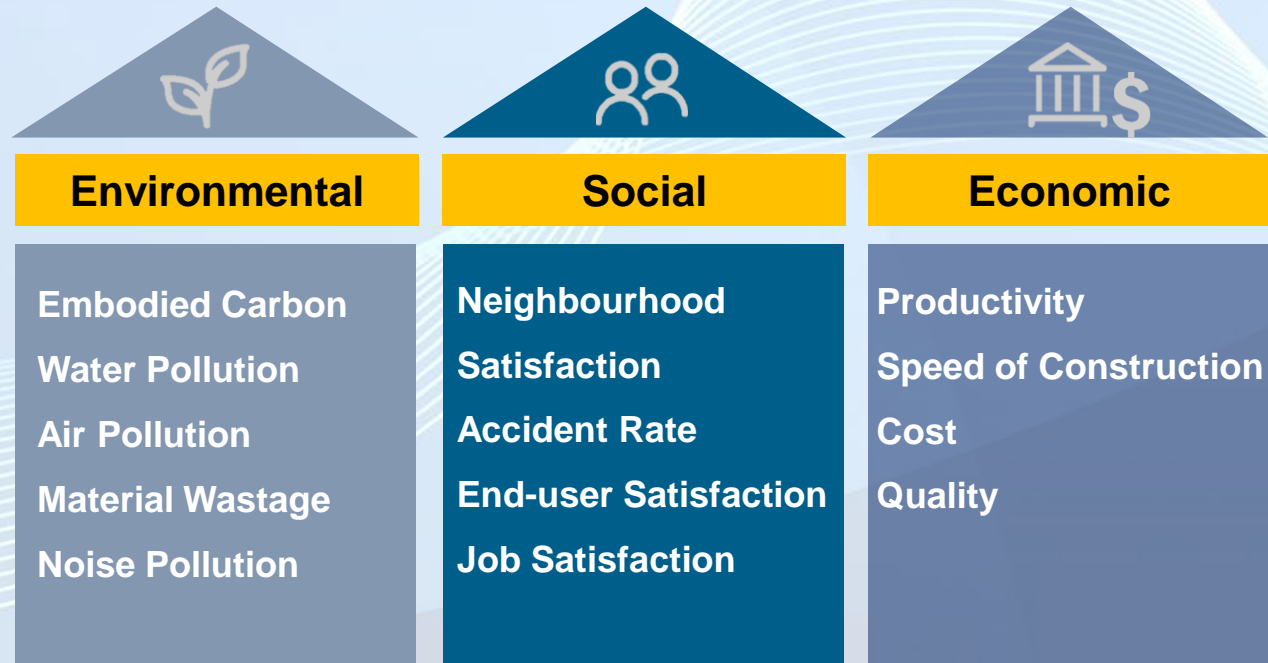 Environmental
Embodied Carbon
Water Pollution
Air Pollution
Material Wastage
Noise Pollution
Social
Neighbourhood
Satisfaction
Accident Rate
End-user Satisfaction
Job Satisfaction
Economic
Productivity
Speed of Construction
Cost
Quality